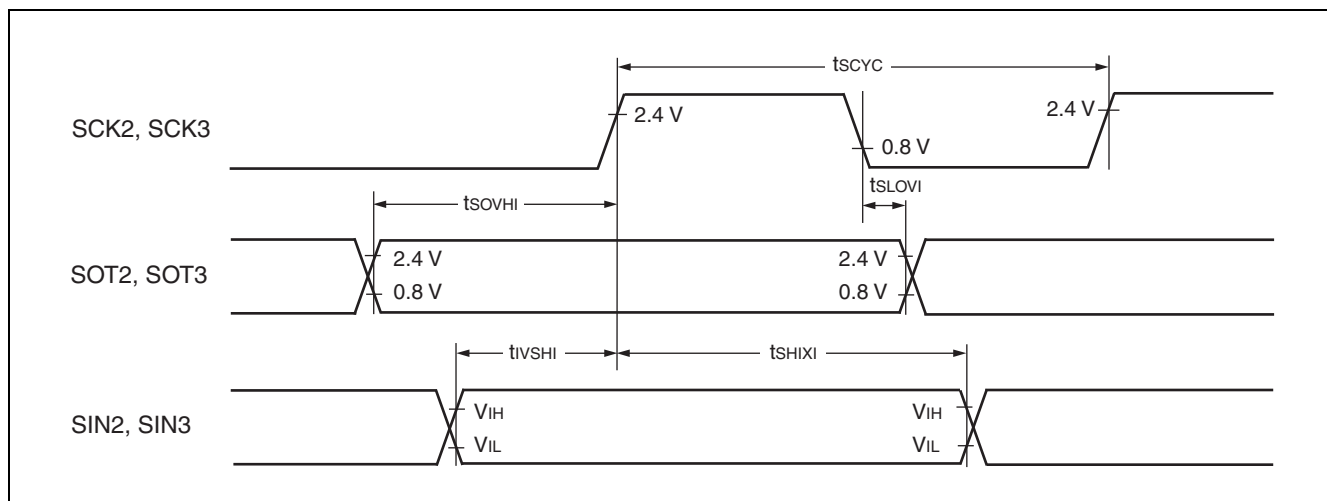 tSCYC
SCK2, SCK3
2.4 V
0.8 V
2.4 V
tSLOVI
tSOVHI
SOT2, SOT3
2.4 V
0.8 V
2.4 V
0.8 V
tIVSHI
tSHIXI
SIN2, SIN3
VIH
VIL
VIH
VIL